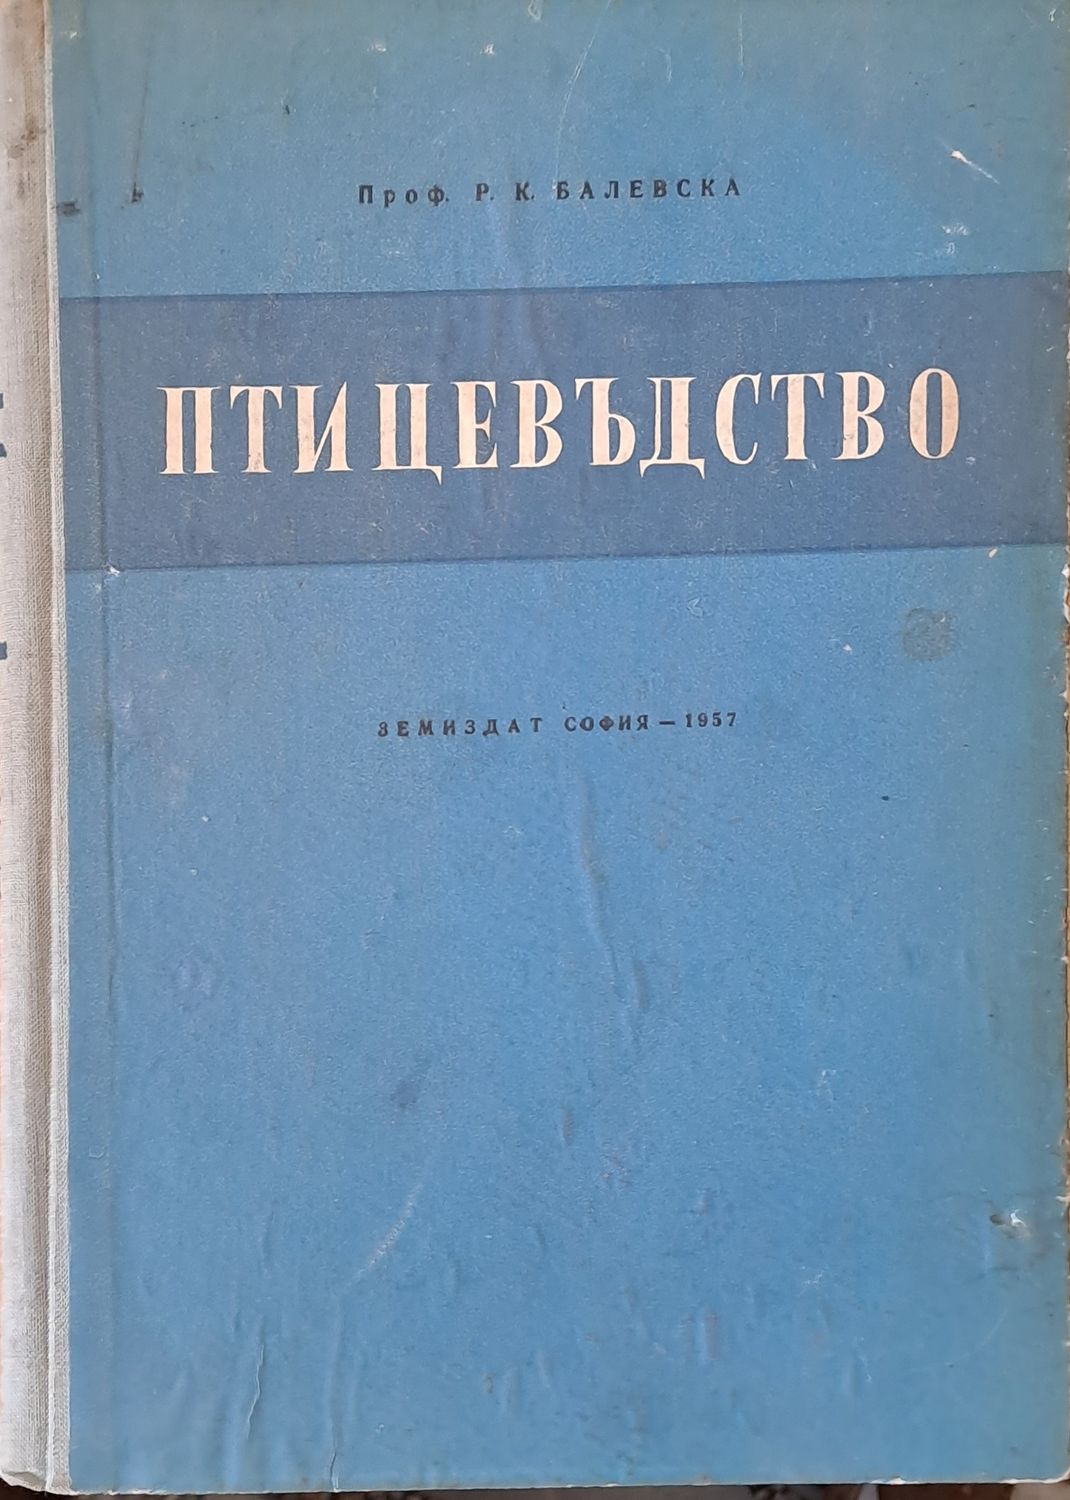 Проф. Р. К. БАЛЕВСКА
ПТИЦЕВЪДСТВО
ЗЕМИЗДАТ СОФИЯ — 1957